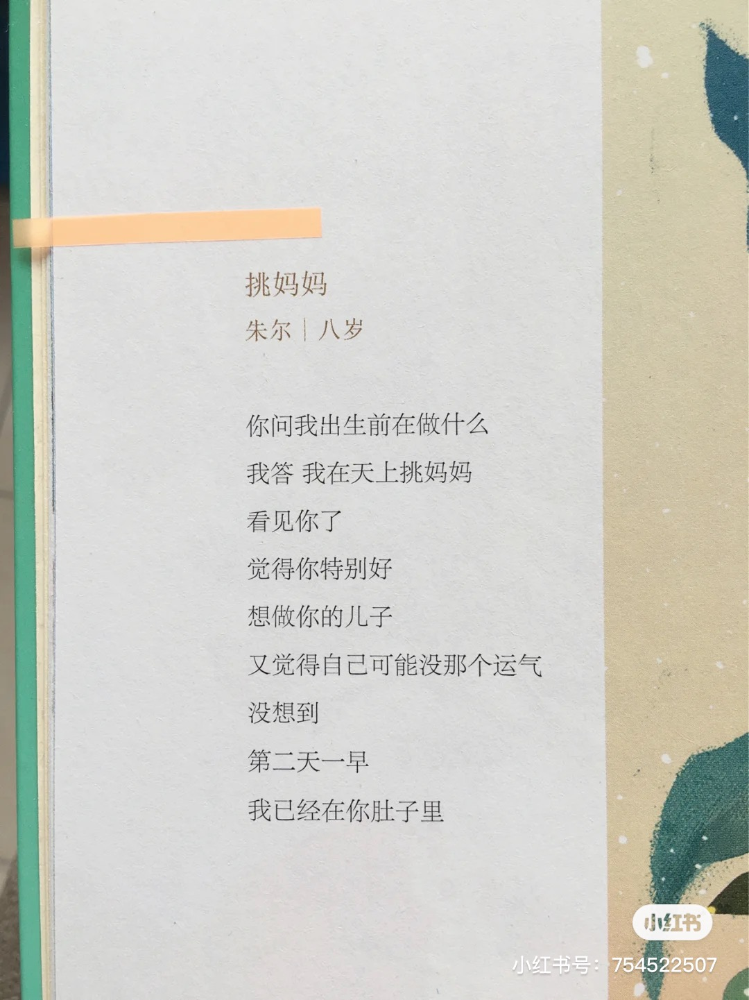 挑妈妈
朱尔｜八岁
你问我出生前在做什么
我答 我在天上挑妈妈
看见你了
觉得你特别好
想做你的儿子
又觉得自己可能没那个运气
没想到
第二天一早
我已经在你肚子里
小红书
小红书号：754522507